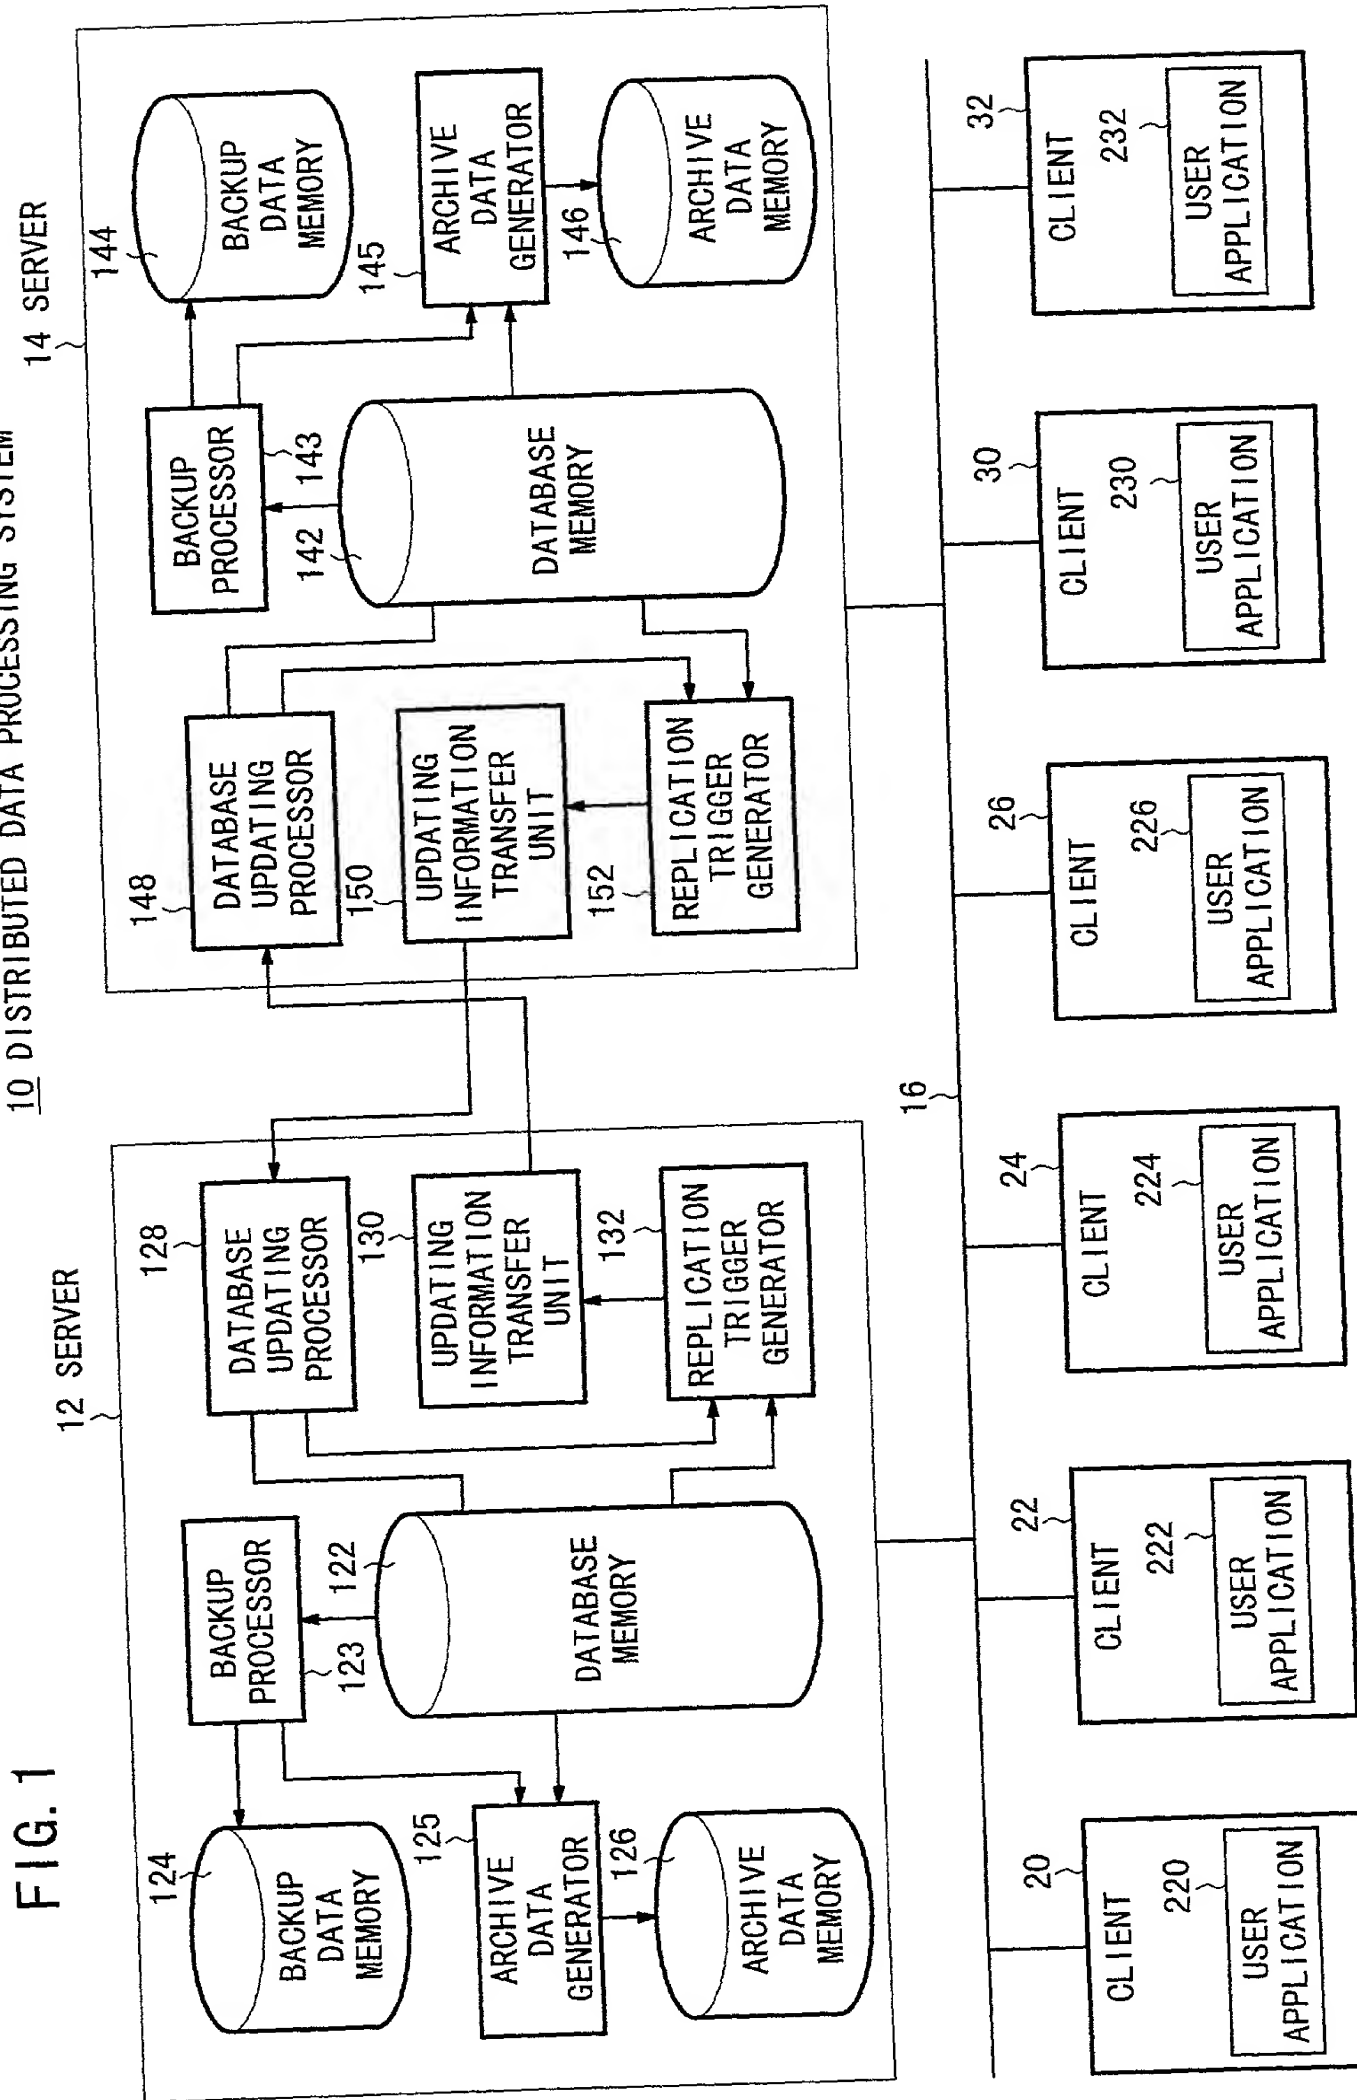 FIG. 1
10 DISTRIBUTED DATA PROCESSING SYSTEM
12 SERVER
14 SERVER
124
BACKUP
DATA
MEMORY
BACKUP
PROCESSOR
123
122
DATABASE
MEMORY
125
ARCHIVE
DATA
GENERATOR
126
ARCHIVE
DATA
MEMORY
128
DATABASE
UPDATING
PROCESSOR
130
UPDATING
INFORMATION
TRANSFER
UNIT
132
REPLICATION
TRIGGER
GENERATOR
148
DATABASE
UPDATING
PROCESSOR
150
UPDATING
INFORMATION
TRANSFER
UNIT
152
REPLICATION
TRIGGER
GENERATOR
BACKUP
PROCESSOR
143
142
DATABASE
MEMORY
144
BACKUP
DATA
MEMORY
145
ARCHIVE
DATA
GENERATOR
146
ARCHIVE
DATA
MEMORY
16
20
CLIENT
220
USER
APPLICATION
22
CLIENT
222
USER
APPLICATION
24
CLIENT
224
USER
APPLICATION
26
CLIENT
226
USER
APPLICATION
30
CLIENT
230
USER
APPLICATION
32
CLIENT
232
USER
APPLICATION